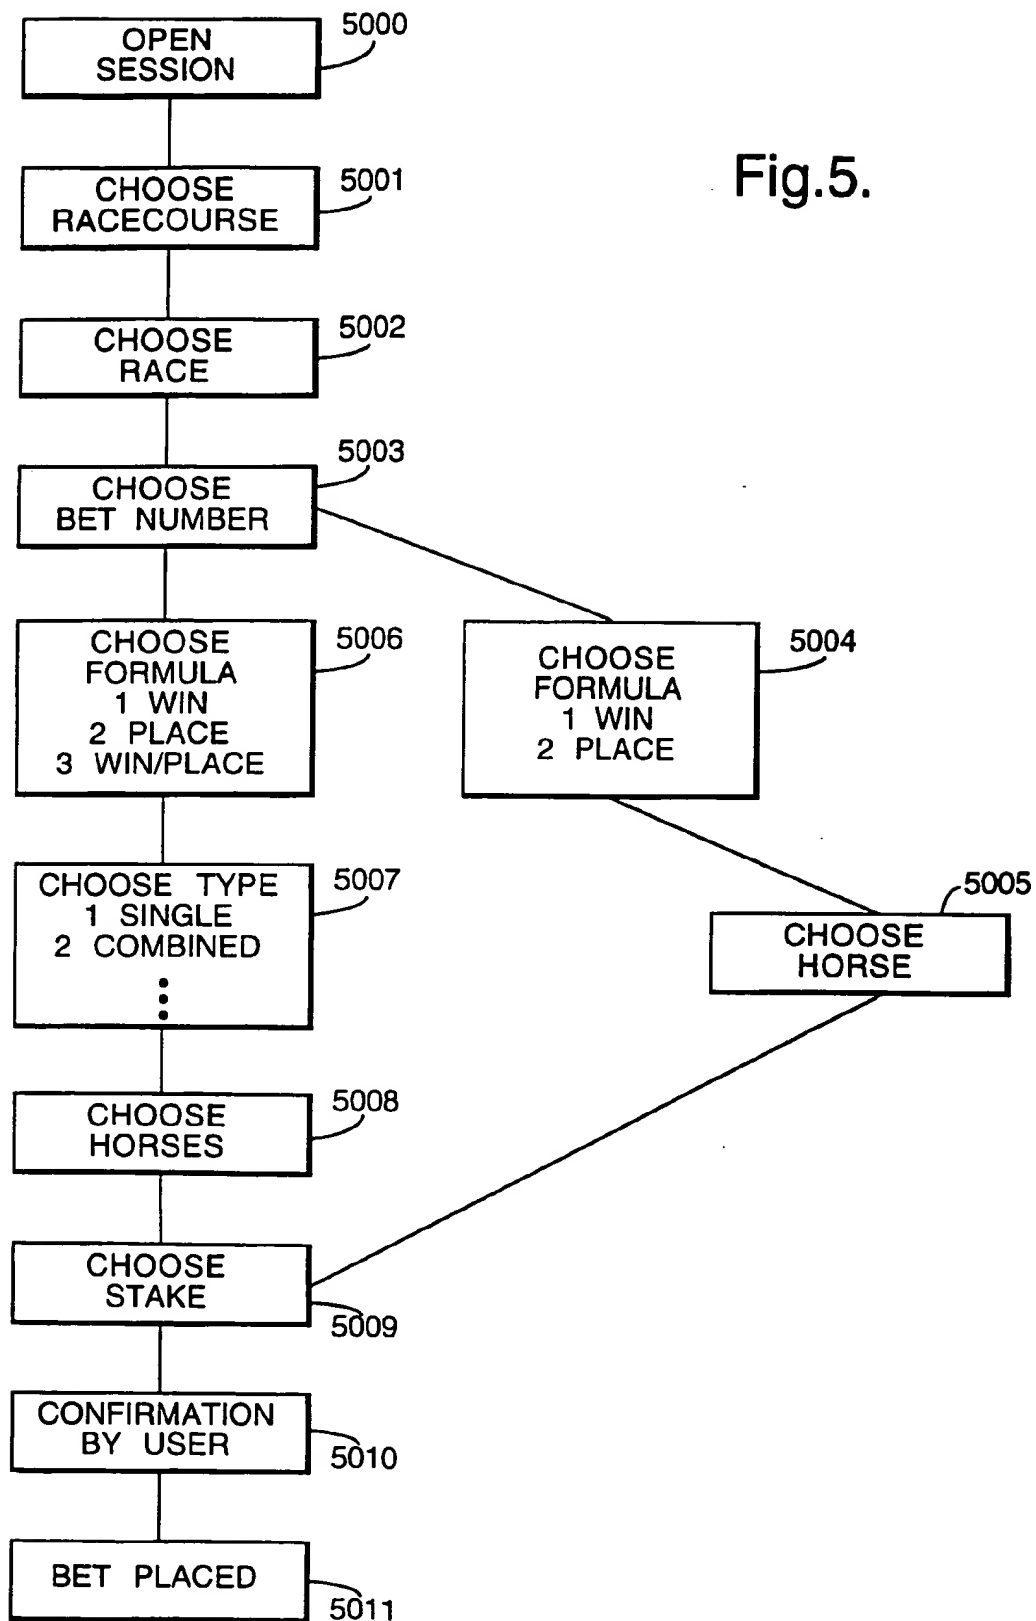 OPEN
SESSION
5000
Fig.5.
CHOOSE
RACECOURSE
5001
CHOOSE
RACE
5002
CHOOSE
BET NUMBER
5003
CHOOSE
FORMULA
1 WIN
2 PLACE
3 WIN/PLACE
5006
CHOOSE
FORMULA
1 WIN
2 PLACE
5004
CHOOSE TYPE
1 SINGLE
2 COMBINED
5007
CHOOSE
HORSE
5005
CHOOSE
HORSES
5008
CHOOSE
STAKE
5009
CONFIRMATION
BY USER
5010
BET PLACED
5011